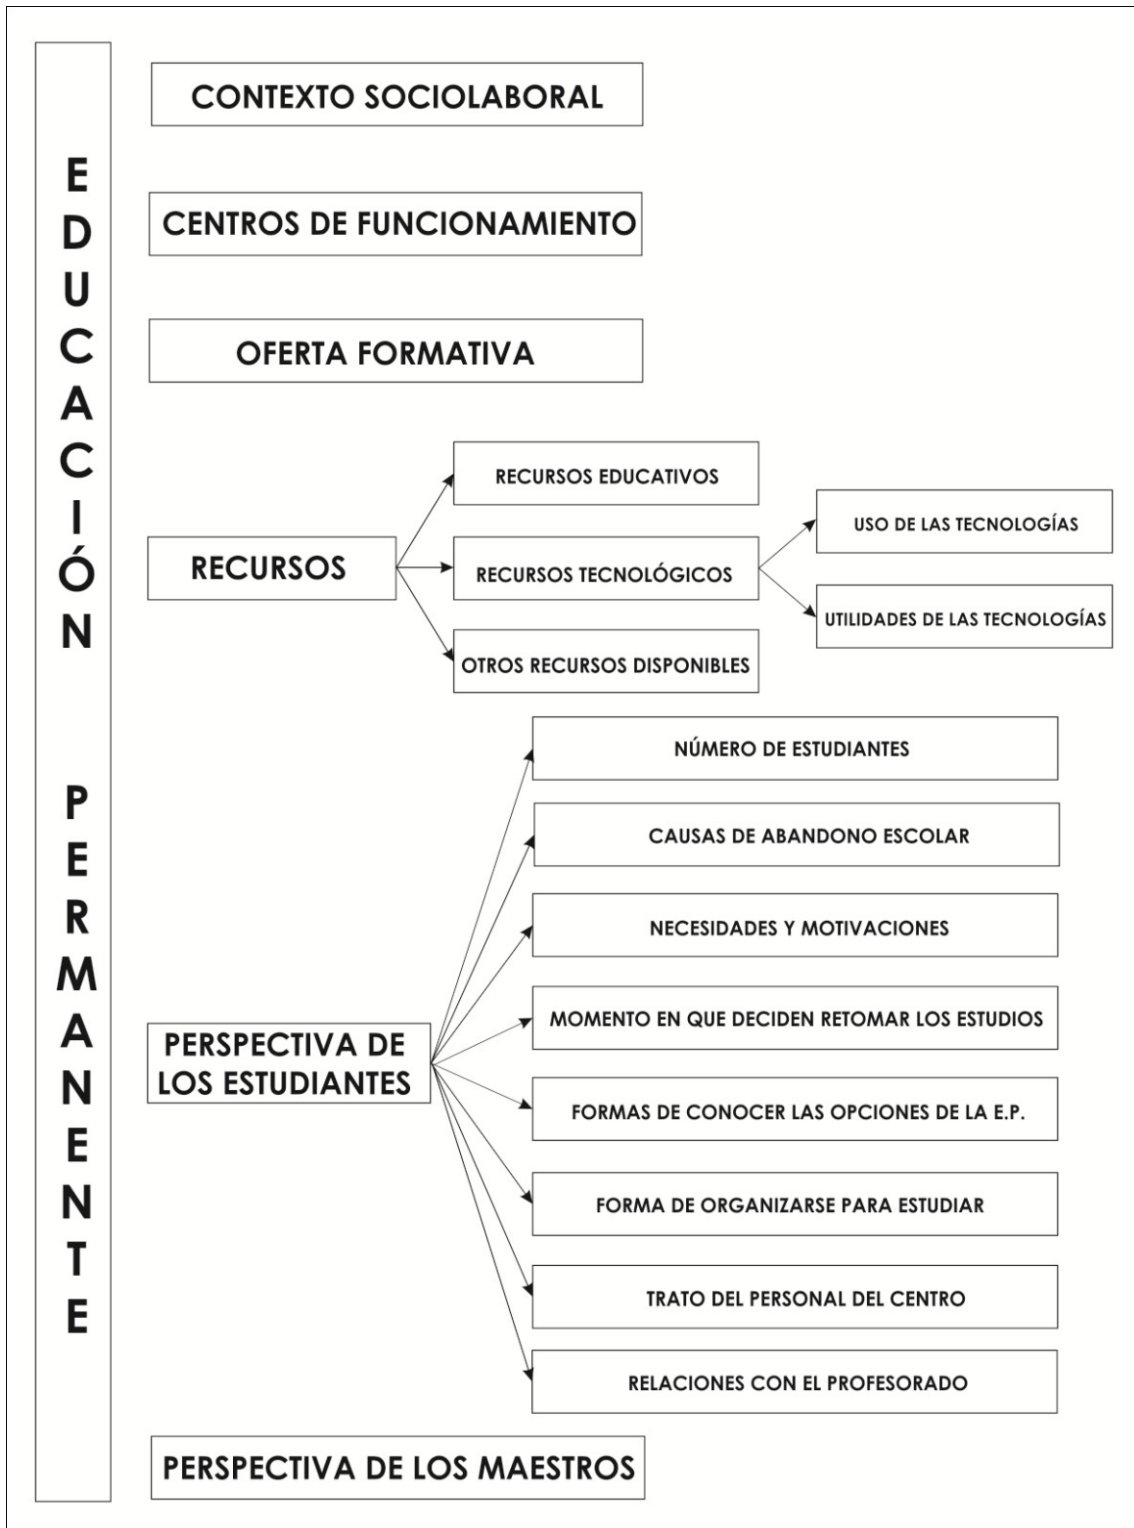 EDUCACIÓN PERMANENTE
CONTEXTO SOCIOLABORAL
CENTROS DE FUNCIONAMIENTO
OFERTA FORMATIVA
RECURSOS
RECURSOS EDUCATIVOS
RECURSOS TECNOLÓGICOS
USO DE LAS TECNOLOGÍAS
UTILIDADES DE LAS TECNOLOGÍAS
OTROS RECURSOS DISPONIBLES
PERSPECTIVA DE
LOS ESTUDIANTES
NÚMERO DE ESTUDIANTES
CAUSAS DE ABANDONO ESCOLAR
NECESIDADES Y MOTIVACIONES
MOMENTO EN QUE DECIDEN RETOMAR LOS ESTUDIOS
FORMAS DE CONOCER LAS OPCIONES DE LA E.P.
FORMA DE ORGANIZARSE PARA ESTUDIAR
TRATO DEL PERSONAL DEL CENTRO
RELACIONES CON EL PROFESORADO
PERSPECTIVA DE LOS MAESTROS